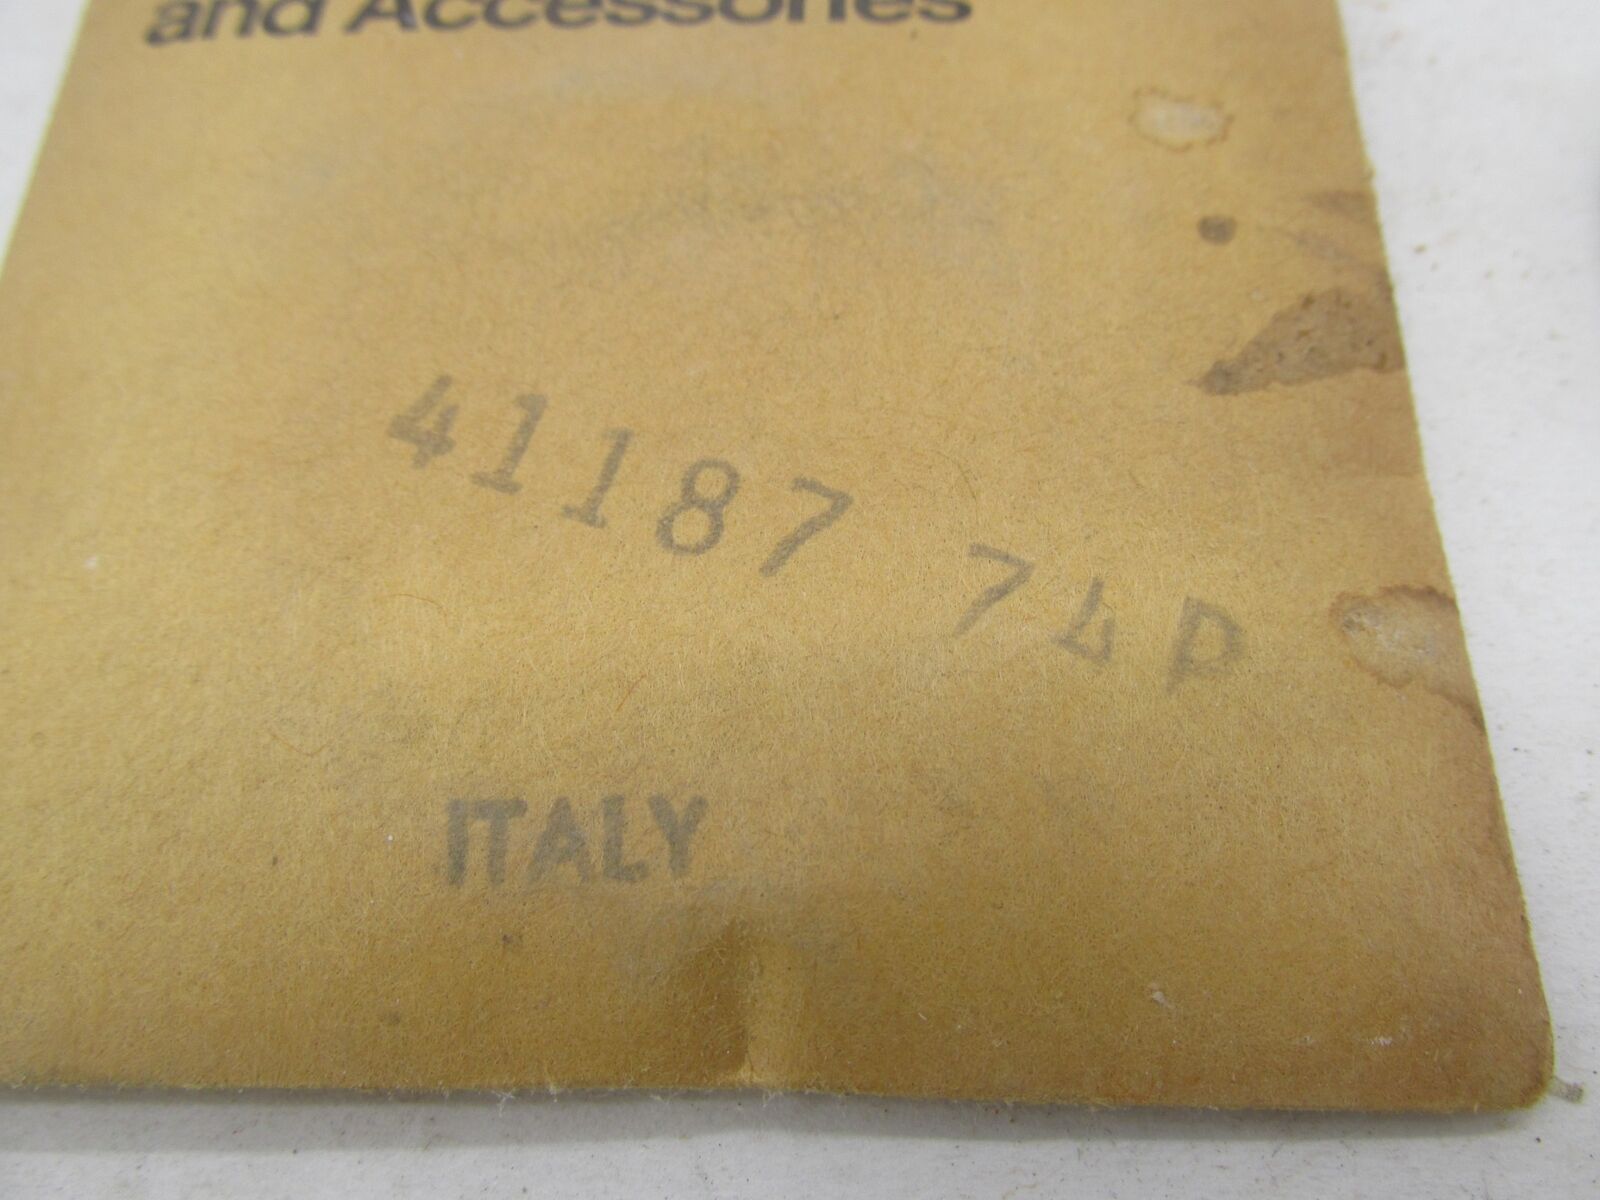 and Accessories
41187 74P
ITALY